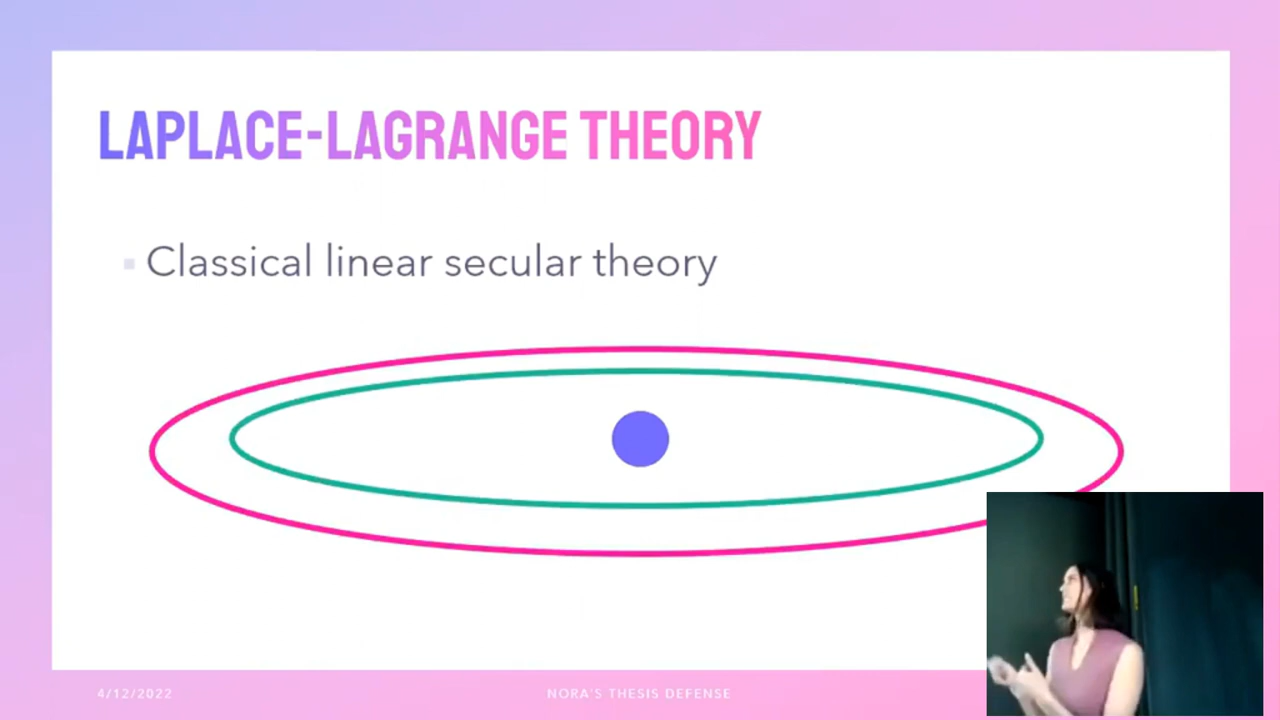 LAPLACE-LAGRANGE THEORY
Classical linear secular theory
4/12/2022
NORA'S THESIS DEFENSE